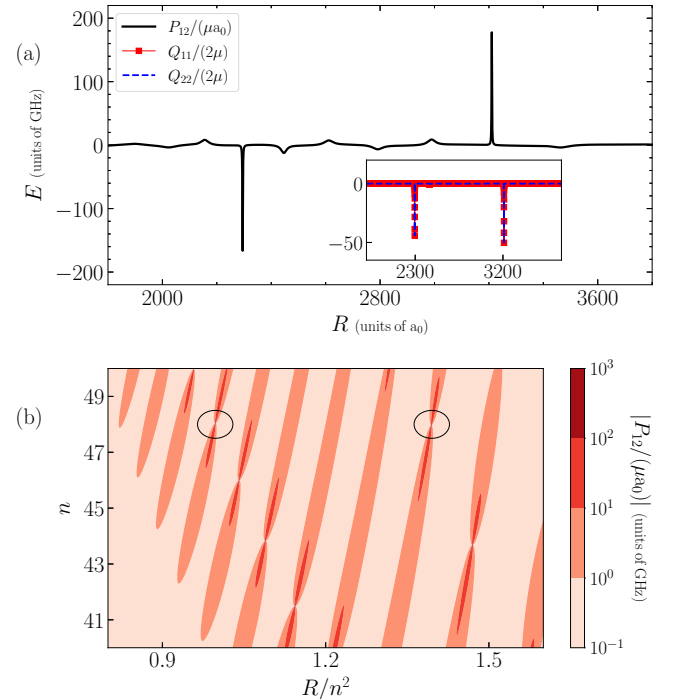 (a)
E (units of GHz)
200
100
0
−100
−200
P₁₂/(μa₀)
Q₁₁/(2μ)
Q₂₂/(2μ)
0
−50
2300
3200
2000
2800
3600
R (units of a₀)
(b)
n
49
47
45
43
41
0.9
1.2
1.5
R/n²
10³
10²
10¹
10⁰
10⁻¹
|P₁₂/(μa₀)| (units of GHz)